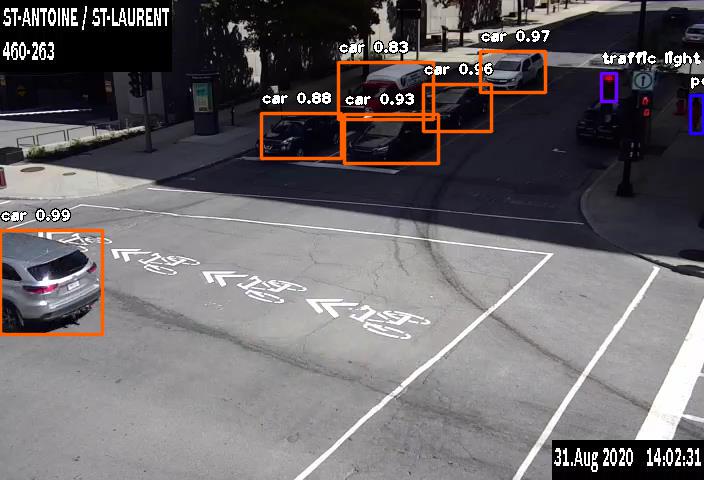 ST-ANTOINE / ST-LAURENT
460-263
car 0.97
car 0.83
traffic light
car 0.96
pe
car 0.88
car 0.93
car 0.99
31.Aug 2020 14:02:31